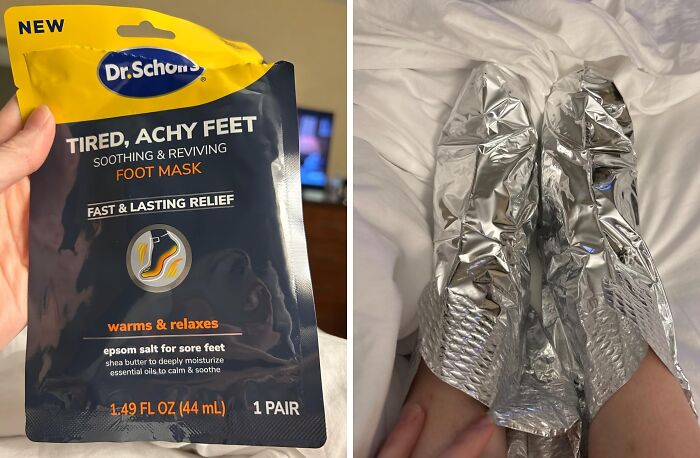 NEW
Dr. Scholl's
TIRED, ACHY FEET
SOOTHING & REVIVING
FOOT MASK
FAST & LASTING RELIEF
warms & relaxes
epsom salt for sore feet
shea butter to deeply moisturize
essential oils to calm & soothe
1.49 FL OZ (44 mL) 1 PAIR